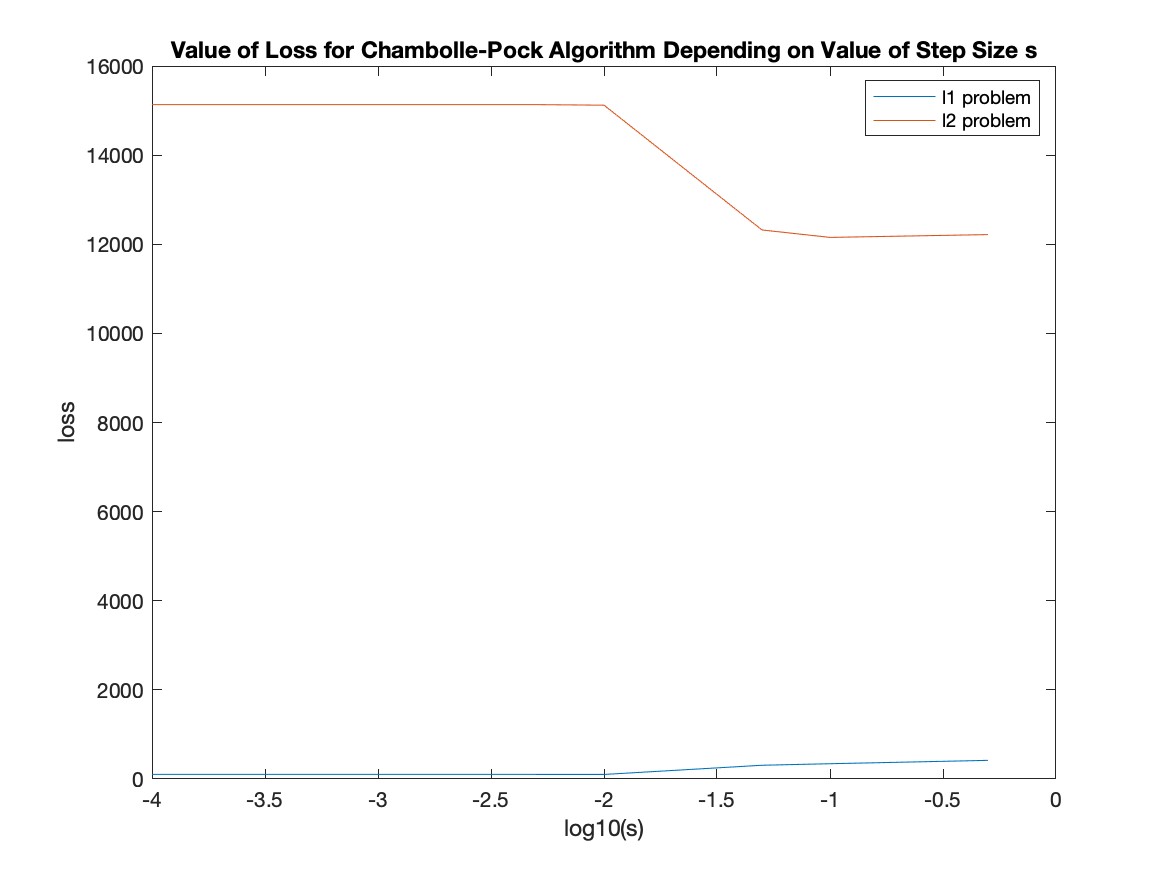 Value of Loss for Chambolle-Pock Algorithm Depending on Value of Step Size s
16000
14000
12000
10000
8000
6000
4000
2000
0
loss
l1 problem
l2 problem
-4 -3.5 -3 -2.5 -2 -1.5 -1 -0.5 0
log10(s)